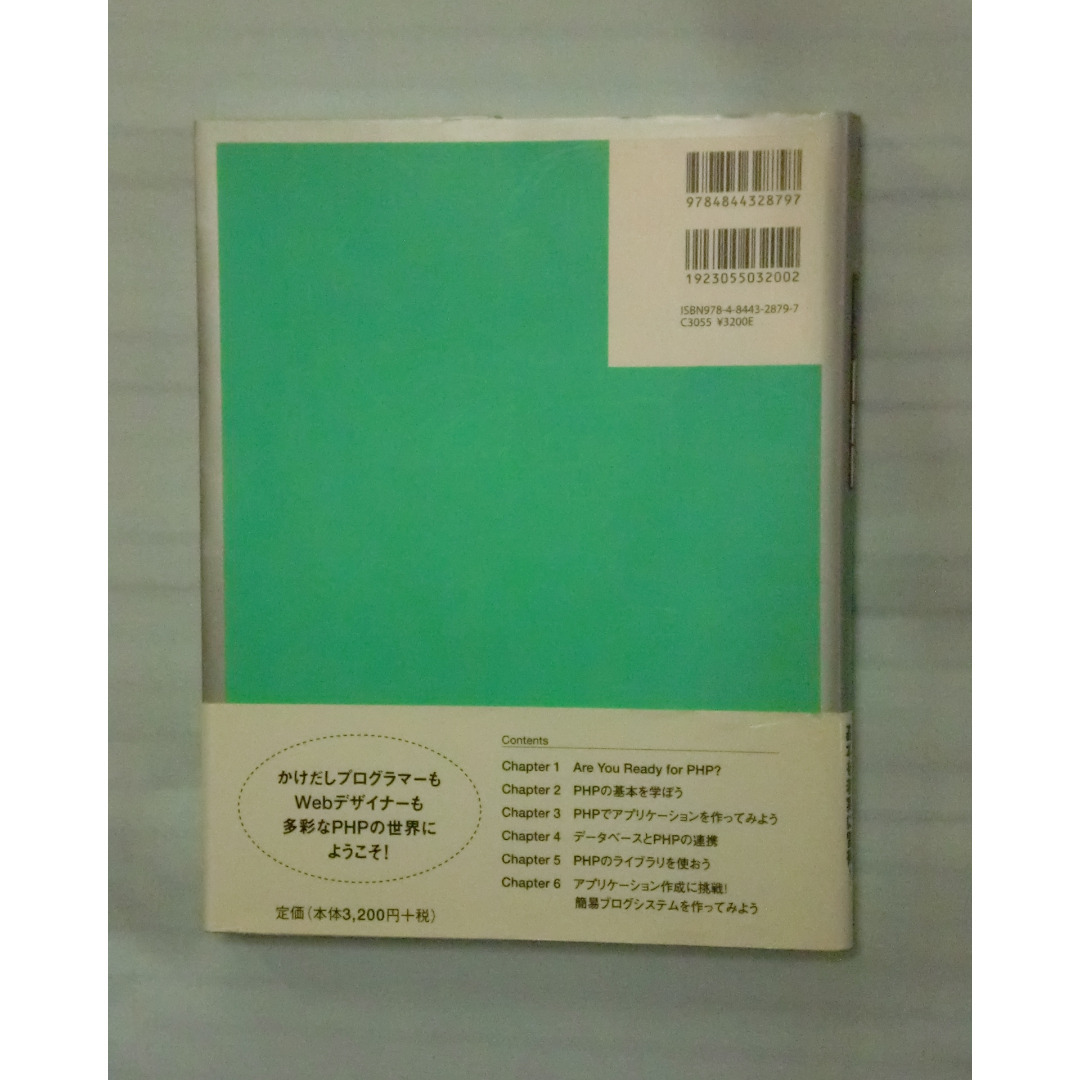 9784844328797
1923055032002
ISBN978-4-8443-2879-7
C3055 ¥3200E
かけだしプログラマーも
Webデザイナーも
多彩なPHPの世界に
ようこそ!
定価(本体3,200円+税)
Contents
Chapter 1 Are You Ready for PHP?
Chapter 2 PHPの基本を学ぼう
Chapter 3 PHPでアプリケーションを作ってみよう
Chapter 4 データベースとPHPの連携
Chapter 5 PHPのライブラリを使おう
Chapter 6 アプリケーション作成に挑戦!
簡易ブログシステムを作ってみよう